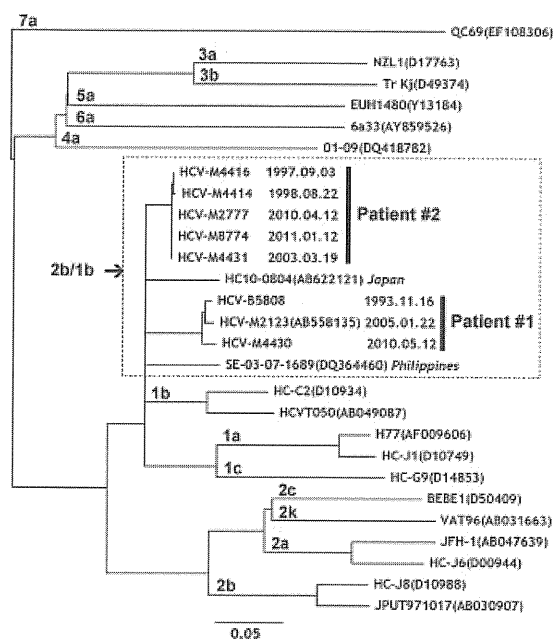 7a
QC69(EF108306)
3a
NZL1(D17763)
3b
Tr Kj(D49374)
5a
EUH1480(Y13184)
6a
6a33(AY859526)
4a
01-09(DQ418782)
HCV-M4416 1997.09.03
HCV-M4414 1998.08.22
HCV-M2777 2010.04.12
Patient #2
HCV-M8774 2011.01.12
HCV-M4431 2003.03.19
2b/1b
HC10-0804(AB622121) Japan
HCV-B5808 1993.11.16
HCV-M2123(AB558135) 2005.01.22
Patient #1
HCV-M4430 2010.05.12
SE-03-07-1689(DQ364460) Philippines
1b
HC-C2(D10934)
HCVT050(AB049087)
1a
H77(AF009606)
HC-J1(D10749)
1c
HC-G9(D14853)
2c
BEBE1(D50409)
2k
VAT96(AB031663)
2a
JFH-1(AB047639)
HC-J6(D00944)
2b
HC-J8(D10988)
JPUT971017(AB030907)
0.05